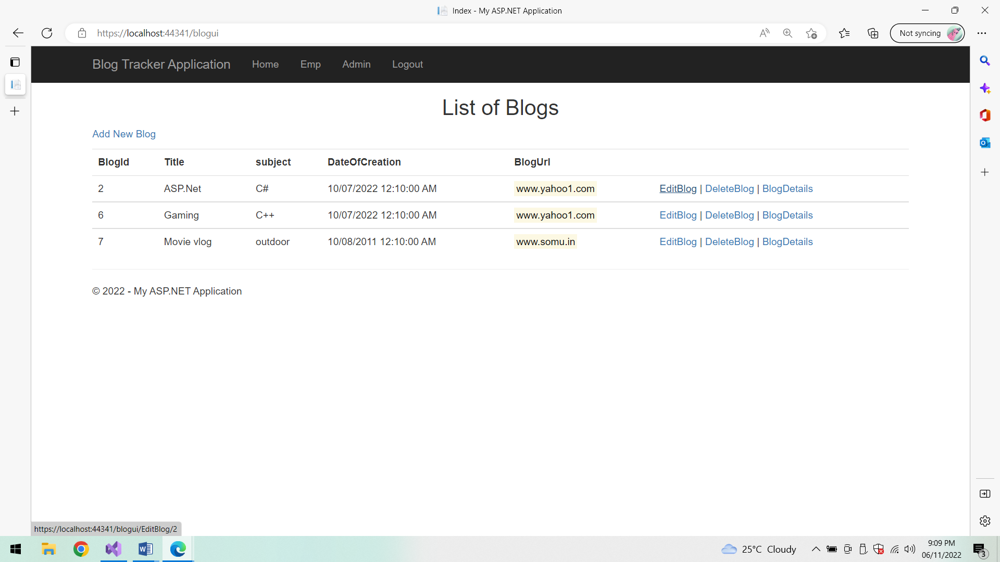 Index - My ASP.NET Application
https://localhost:44341/blogui
Not syncing
Blog Tracker Application Home Emp Admin Logout
List of Blogs
Add New Blog
BlogId Title subject DateOfCreation BlogUrl
2 ASP.Net C# 10/07/2022 12:10:00 AM www.yahoo1.com EditBlog | DeleteBlog | BlogDetails
6 Gaming C++ 10/07/2022 12:10:00 AM www.yahoo1.com EditBlog | DeleteBlog | BlogDetails
7 Movie vlog outdoor 10/08/2011 12:10:00 AM www.somu.in EditBlog | DeleteBlog | BlogDetails
© 2022 - My ASP.NET Application
https://localhost:44341/blogui/EditBlog/2
25°C Cloudy
9:09 PM
06/11/2022
3